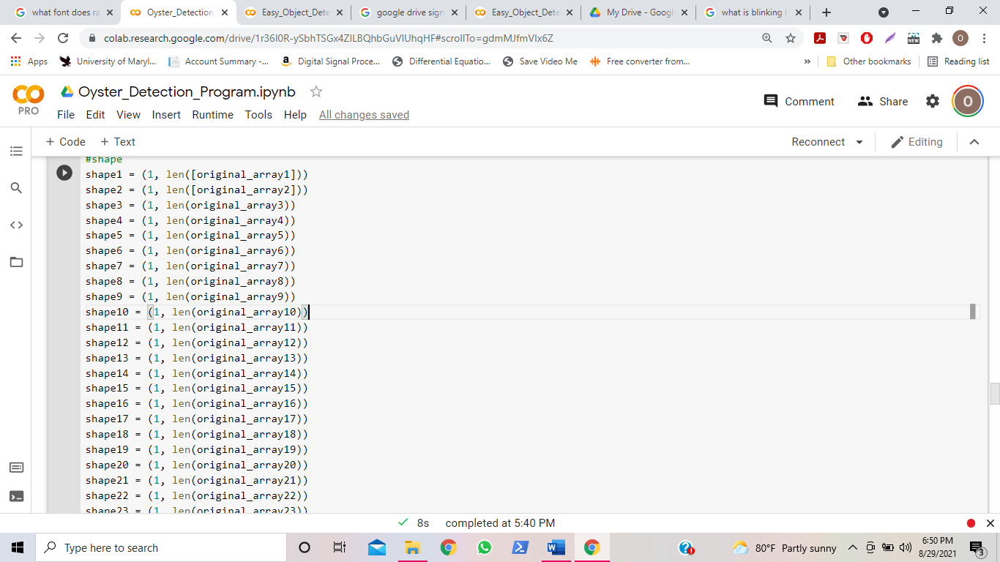 what font does ra
Oyster_Detection
Easy_Object_Dete
google drive sign
Easy_Object_Dete
My Drive - Googl
what is blinking i
colab.research.google.com/drive/1r36I0R-ySbhTSGx4ZILBQhbGuVIUhqHF#scrollTo=gdmMJfmVIx6Z
NEW
O
Apps
University of Maryl...
Account Summary -...
Digital Signal Proce...
Differential Equatio...
Save Video Me
Free converter from...
»
Other bookmarks
Reading list
PRO
Oyster_Detection_Program.ipynb
Comment
Share
O
File Edit View Insert Runtime Tools Help All changes saved
+ Code + Text
Reconnect
Editing
#shape
shape1 = (1, len([original_array1]))
shape2 = (1, len([original_array2]))
shape3 = (1, len(original_array3))
shape4 = (1, len(original_array4))
shape5 = (1, len(original_array5))
shape6 = (1, len(original_array6))
shape7 = (1, len(original_array7))
shape8 = (1, len(original_array8))
shape9 = (1, len(original_array9))
shape10 = (1, len(original_array10))
shape11 = (1, len(original_array11))
shape12 = (1, len(original_array12))
shape13 = (1, len(original_array13))
shape14 = (1, len(original_array14))
shape15 = (1, len(original_array15))
shape16 = (1, len(original_array16))
shape17 = (1, len(original_array17))
shape18 = (1, len(original_array18))
shape19 = (1, len(original_array19))
shape20 = (1, len(original_array20))
shape21 = (1, len(original_array21))
shape22 = (1, len(original_array22))
shape23 = (1, len(original_array23))
8s completed at 5:40 PM
Type here to search
80°F Partly sunny
6:50 PM
8/29/2021
3